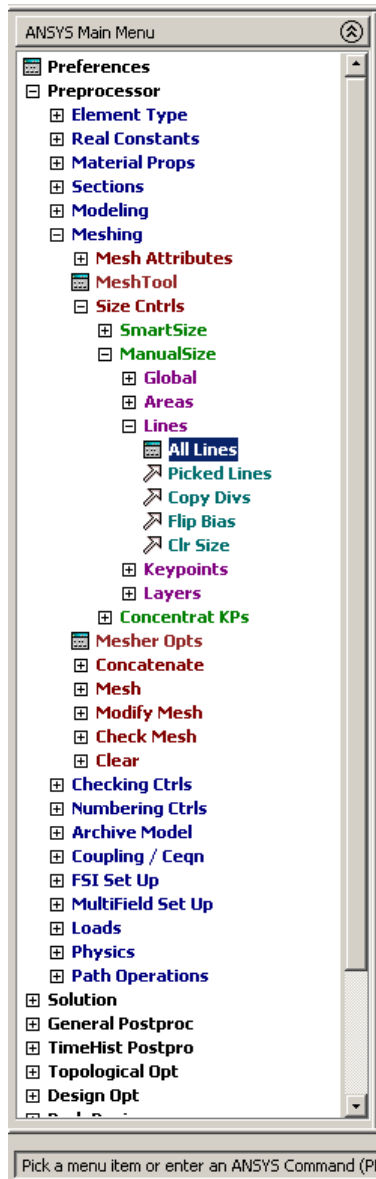 ANSYS Main Menu
Preferences
Preprocessor
Element Type
Real Constants
Material Props
Sections
Modeling
Meshing
Mesh Attributes
MeshTool
Size Cntrls
SmartSize
ManualSize
Global
Areas
Lines
All Lines
Picked Lines
Copy Divs
Flip Bias
Clr Size
Keypoints
Layers
Concentrat KPs
Mesher Opts
Concatenate
Mesh
Modify Mesh
Check Mesh
Clear
Checking Ctrls
Numbering Ctrls
Archive Model
Coupling / Ceqn
FSI Set Up
MultiField Set Up
Loads
Physics
Path Operations
Solution
General Postproc
TimeHist Postpro
Topological Opt
Design Opt
Pick a menu item or enter an ANSYS Command (P